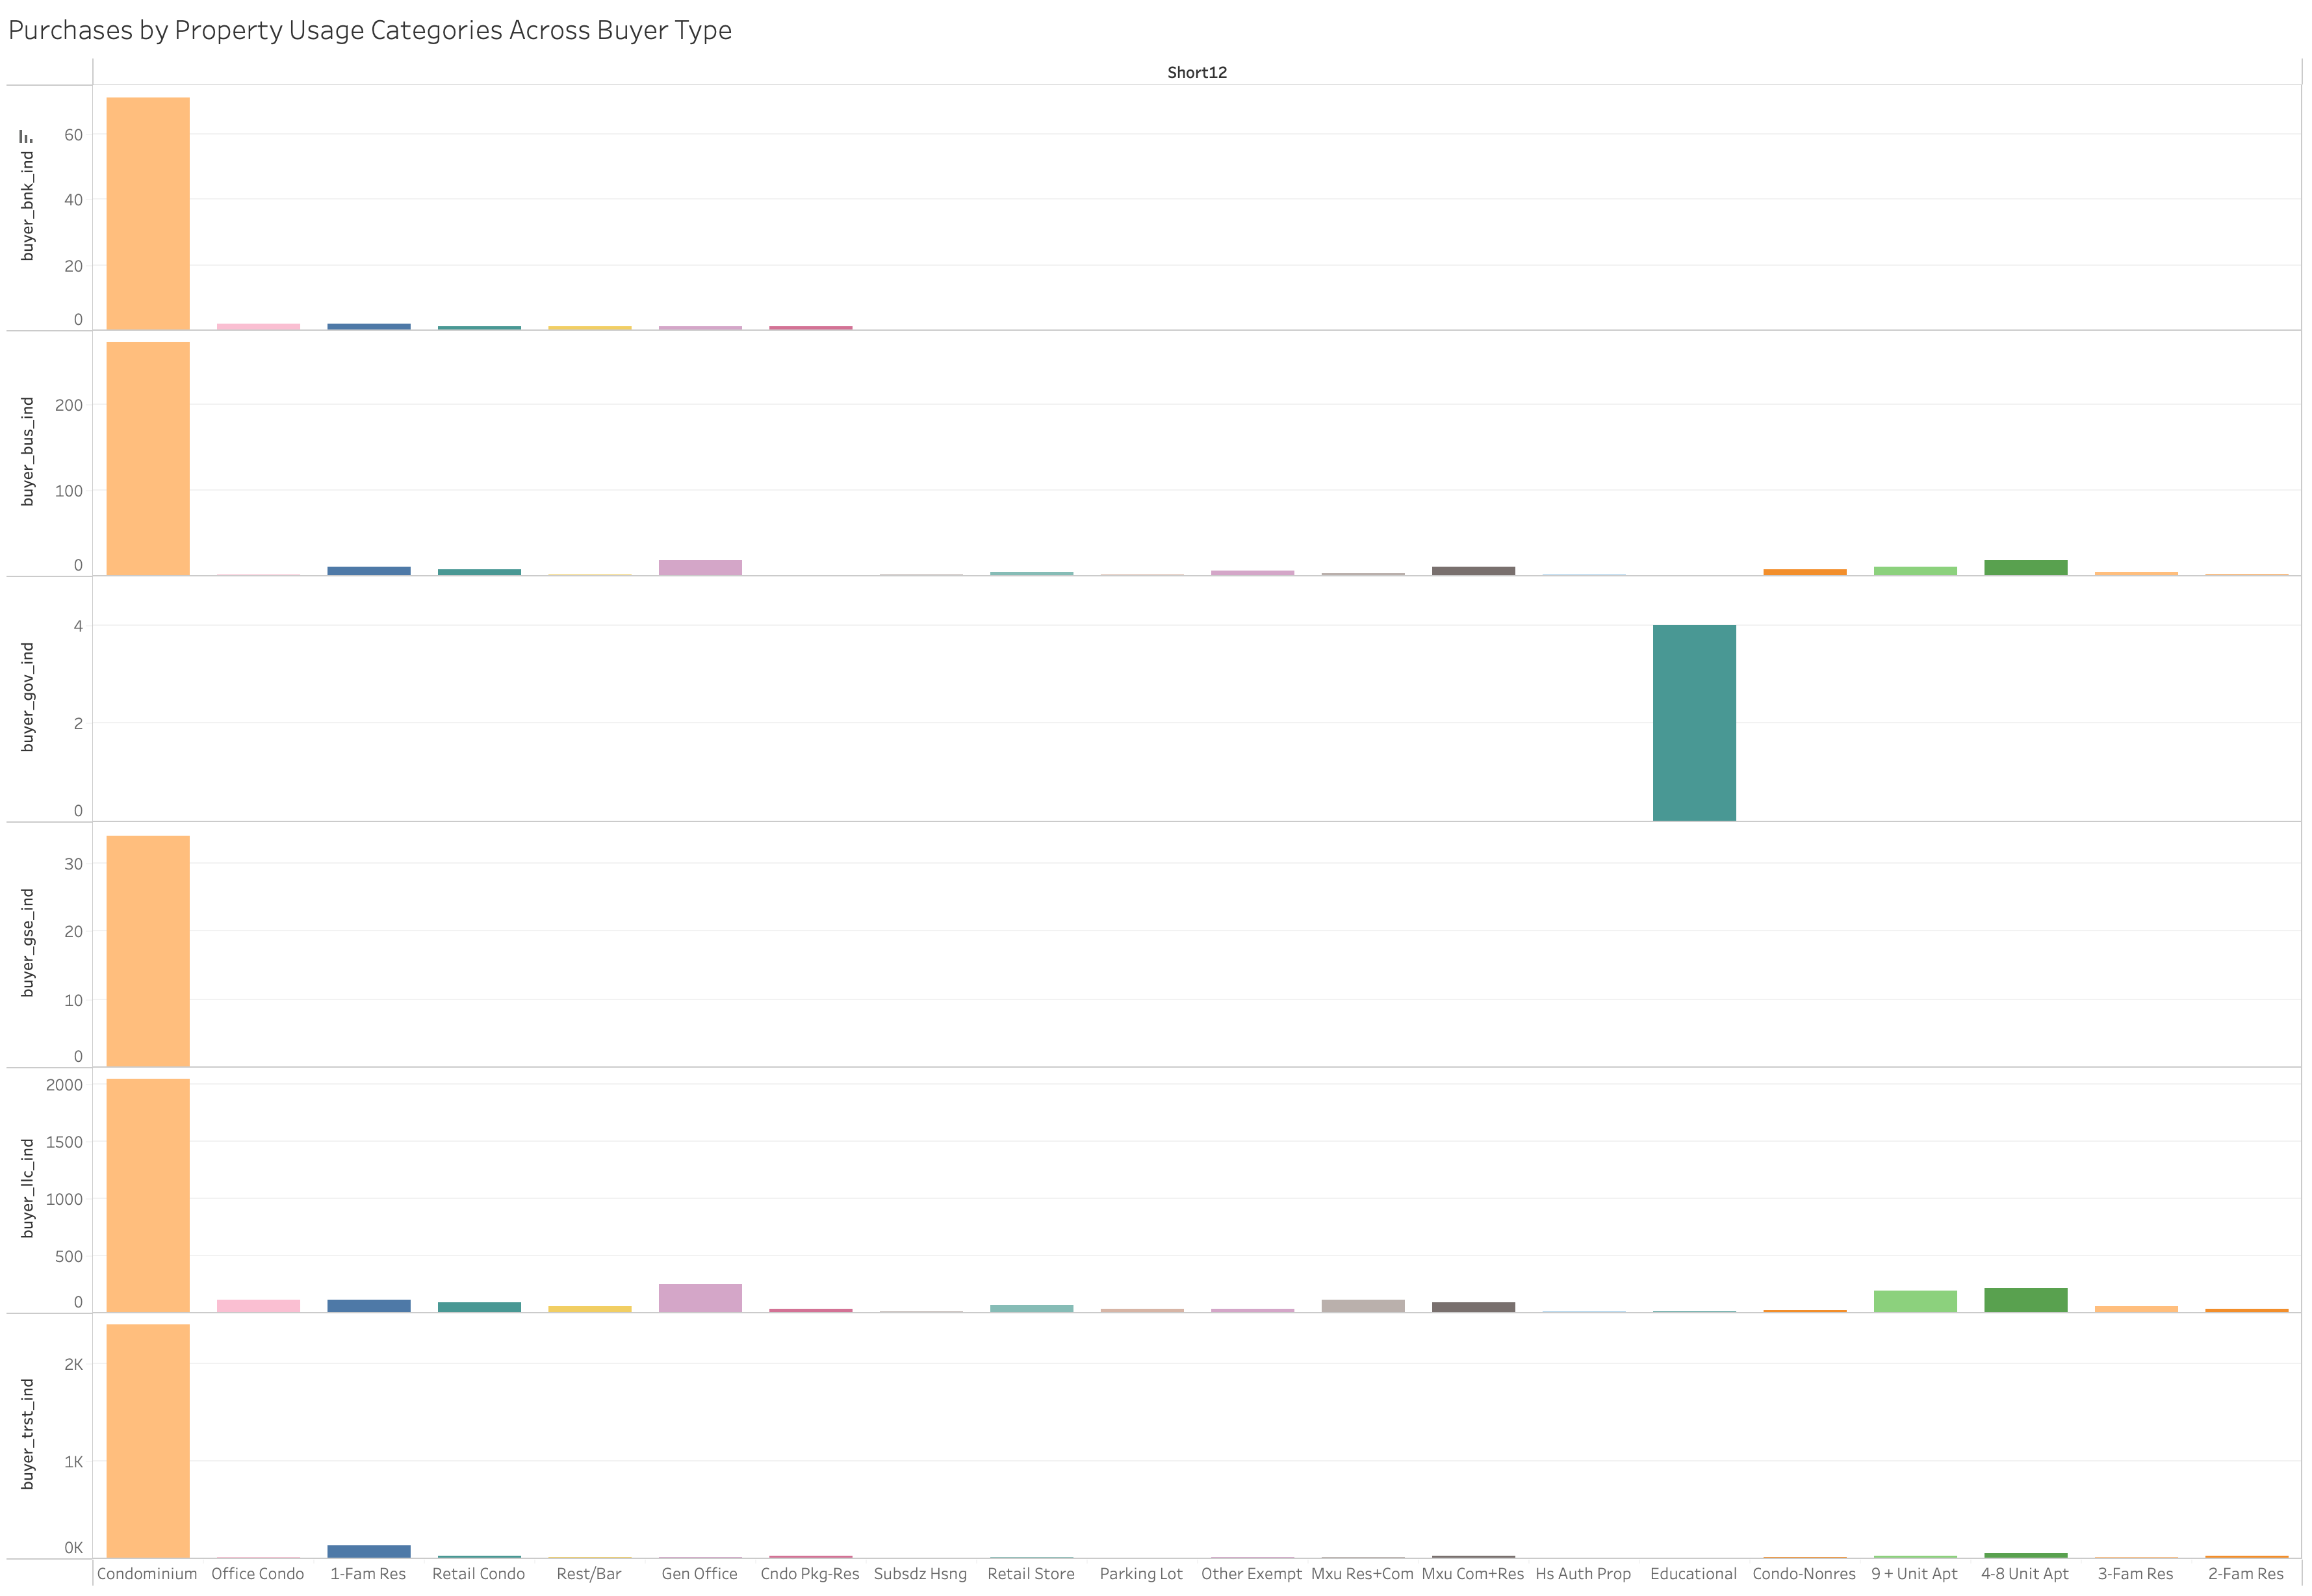 Purchases by Property Usage Categories Across Buyer Type
Short12
buyer_bnk_ind
60
40
20
0
buyer_bus_ind
200
100
0
buyer_gov_ind
4
2
0
buyer_gse_ind
30
20
10
0
buyer_llc_ind
2000
1500
1000
500
0
buyer_trst_ind
2K
1K
0K
Condominium Office Condo 1-Fam Res Retail Condo Rest/Bar Gen Office Cndo Pkg-Res Subsdz Hsng Retail Store Parking Lot Other Exempt Mxu Res+Com Mxu Com+Res Hs Auth Prop Educational Condo-Nonres 9 + Unit Apt 4-8 Unit Apt 3-Fam Res 2-Fam Res